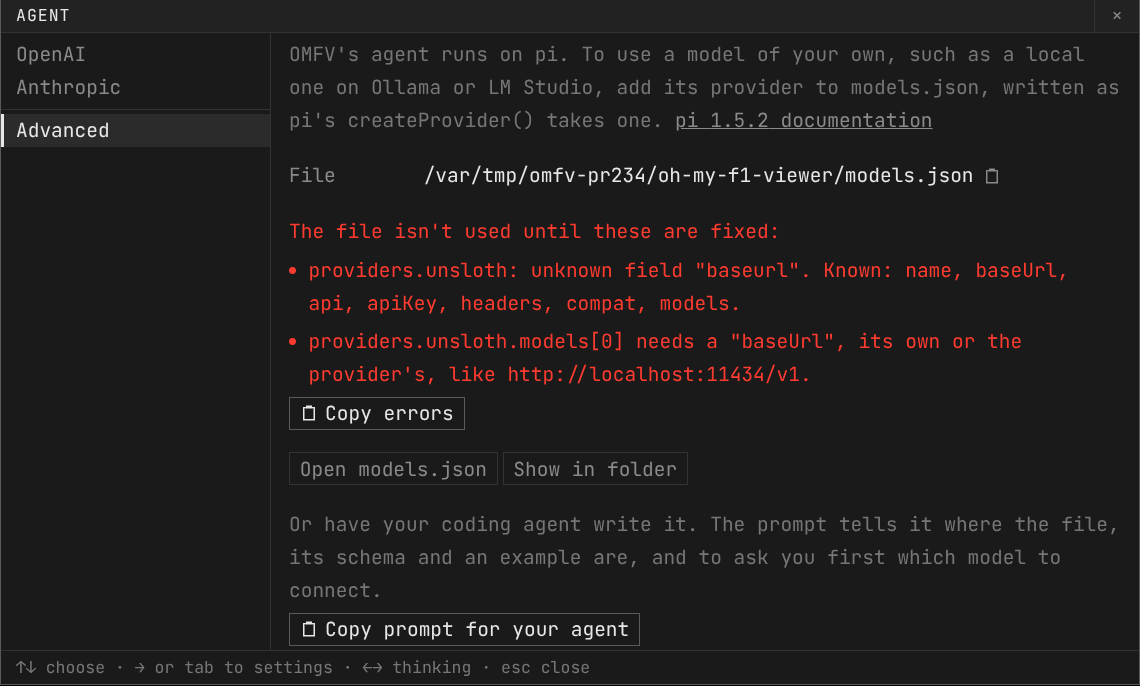 AGENT
×
OpenAI
Anthropic
Advanced
OMFV's agent runs on pi. To use a model of your own, such as a local
one on Ollama or LM Studio, add its provider to models.json, written as
pi's createProvider() takes one. pi 1.5.2 documentation
File /var/tmp/omfv-pr234/oh-my-f1-viewer/models.json
The file isn't used until these are fixed:
• providers.unsloth: unknown field "baseurl". Known: name, baseUrl,
api, apiKey, headers, compat, models.
• providers.unsloth.models[0] needs a "baseUrl", its own or the
provider's, like http://localhost:11434/v1.
Copy errors
Open models.json Show in folder
Or have your coding agent write it. The prompt tells it where the file,
its schema and an example are, and to ask you first which model to
connect.
Copy prompt for your agent
↑↓ choose · → or tab to settings · ↔ thinking · esc close